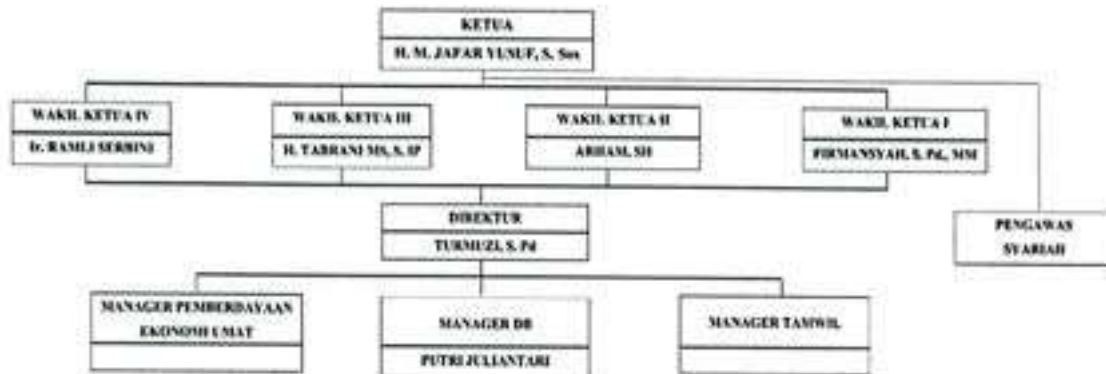 KETUA
H. M. JAFAR YUSUF, S. Sos
WAKIL KETUA IV
WAKIL KETUA III
WAKIL KETUA II
WAKIL KETUA I
Ir. RAMLI SERBINI
H. TABRANI MS, S. IP
ARHAM, SH
FIRMANSYAH, S. Pd., MM
DIREKTUR
TURMUZI, S. Pd
PENGAWAS
SYARIAH
MANAGER PEMBERDAYAAN
EKONOMI UMAT
MANAGER DB
PUTRI JULIANTARI
MANAGER TAMWIL